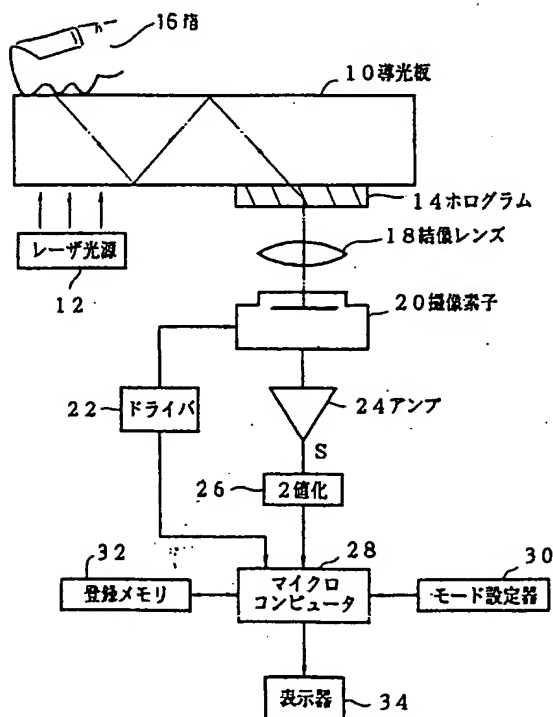 16指
10導光板
14ホログラム
レーザ光源
18結像レンズ
12
20撮像素子
22 ドライバ
24アンプ
S
26 2値化
32
28
30
登録メモリ
マイクロ
コンピュータ
モード設定器
表示器
34